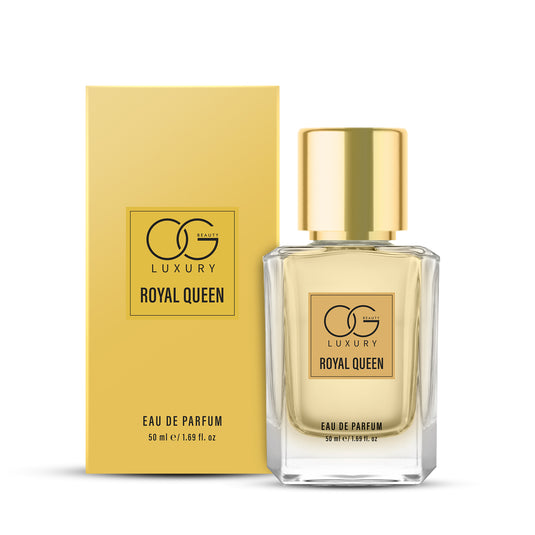 OG
BEAUTY
LUXURY
ROYAL QUEEN
EAU DE PARFUM
50 ml ℮/ 1.69 fl. oz
OG
BEAUTY
LUXURY
ROYAL QUEEN
EAU DE PARFUM
50 ml ℮/ 1.69 fl. oz